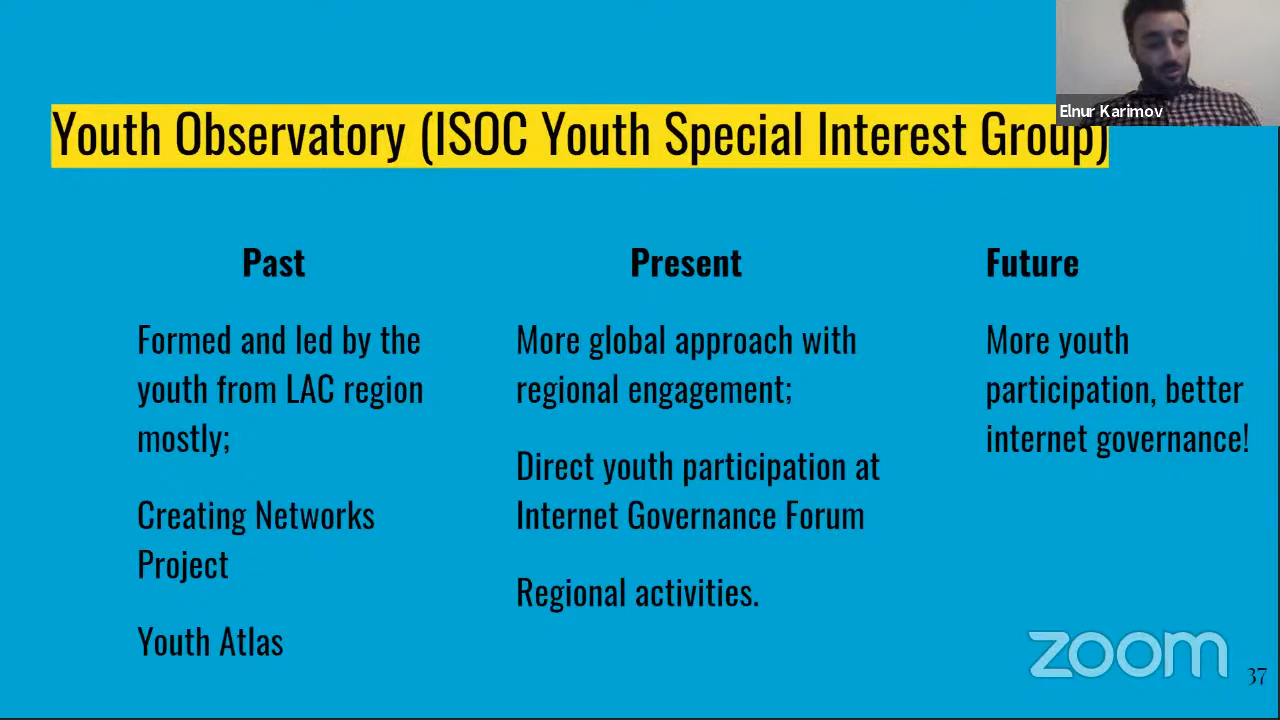 Elnur Karimov
Youth Observatory (ISOC Youth Special Interest Group)
Past
Formed and led by the
youth from LAC region
mostly;
Creating Networks
Project
Youth Atlas
Present
More global approach with
regional engagement;
Direct youth participation at
Internet Governance Forum
Regional activities.
Future
More youth
participation, better
internet governance!
zoom
37